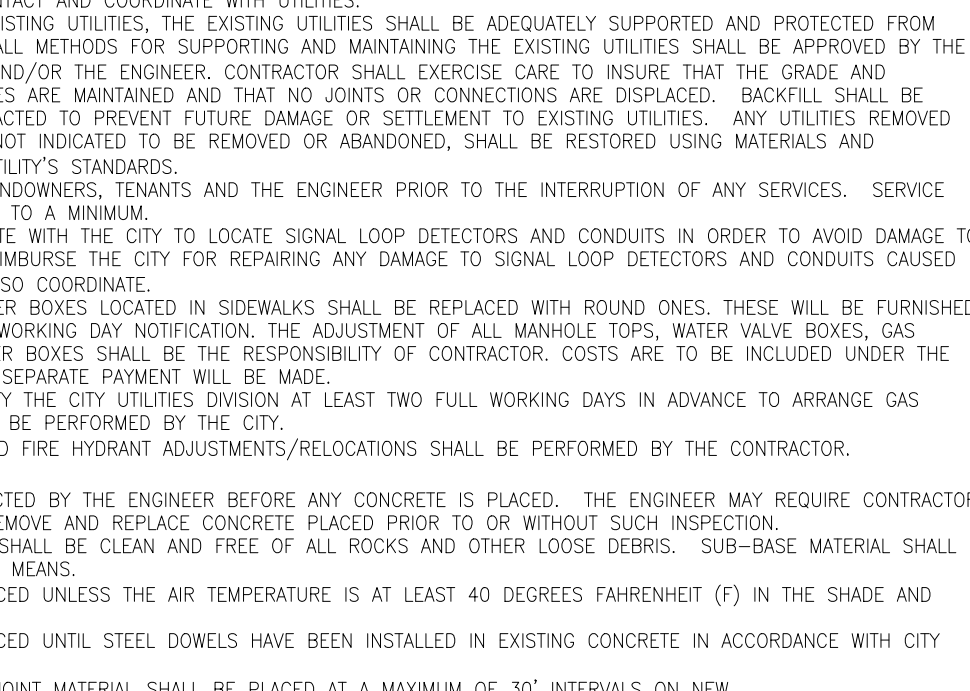 NTACT AND COORDINATE WITH UTILITIES.
ISTING UTILITIES, THE EXISTING UTILITIES SHALL BE ADEQUATELY SUPPORTED AND PROTECTED FROM
ALL METHODS FOR SUPPORTING AND MAINTAINING THE EXISTING UTILITIES SHALL BE APPROVED BY THE
ND/OR THE ENGINEER. CONTRACTOR SHALL EXERCISE CARE TO INSURE THAT THE GRADE AND
ES ARE MAINTAINED AND THAT NO JOINTS OR CONNECTIONS ARE DISPLACED.  BACKFILL SHALL BE
ACTED TO PREVENT FUTURE DAMAGE OR SETTLEMENT TO EXISTING UTILITIES.  ANY UTILITIES REMOVED
NOT INDICATED TO BE REMOVED OR ABANDONED, SHALL BE RESTORED USING MATERIALS AND
TILITY'S STANDARDS.
NDOWNERS, TENANTS AND THE ENGINEER PRIOR TO THE INTERRUPTION OF ANY SERVICES.  SERVICE
TO A MINIMUM.
TE WITH THE CITY TO LOCATE SIGNAL LOOP DETECTORS AND CONDUITS IN ORDER TO AVOID DAMAGE TO
IMBURSE THE CITY FOR REPAIRING ANY DAMAGE TO SIGNAL LOOP DETECTORS AND CONDUITS CAUSED
SO COORDINATE.
ER BOXES LOCATED IN SIDEWALKS SHALL BE REPLACED WITH ROUND ONES. THESE WILL BE FURNISHED
WORKING DAY NOTIFICATION. THE ADJUSTMENT OF ALL MANHOLE TOPS, WATER VALVE BOXES, GAS
ER BOXES SHALL BE THE RESPONSIBILITY OF CONTRACTOR. COSTS ARE TO BE INCLUDED UNDER THE
SEPARATE PAYMENT WILL BE MADE.
Y THE CITY UTILITIES DIVISION AT LEAST TWO FULL WORKING DAYS IN ADVANCE TO ARRANGE GAS
BE PERFORMED BY THE CITY.
D FIRE HYDRANT ADJUSTMENTS/RELOCATIONS SHALL BE PERFORMED BY THE CONTRACTOR.
CTED BY THE ENGINEER BEFORE ANY CONCRETE IS PLACED.  THE ENGINEER MAY REQUIRE CONTRACTOR
EMOVE AND REPLACE CONCRETE PLACED PRIOR TO OR WITHOUT SUCH INSPECTION.
SHALL BE CLEAN AND FREE OF ALL ROCKS AND OTHER LOOSE DEBRIS.  SUB-BASE MATERIAL SHALL
MEANS.
CED UNLESS THE AIR TEMPERATURE IS AT LEAST 40 DEGREES FAHRENHEIT (F) IN THE SHADE AND
CED UNTIL STEEL DOWELS HAVE BEEN INSTALLED IN EXISTING CONCRETE IN ACCORDANCE WITH CITY
JOINT MATERIAL SHALL BE PLACED AT A MAXIMUM OF 30' INTERVALS ON NEW